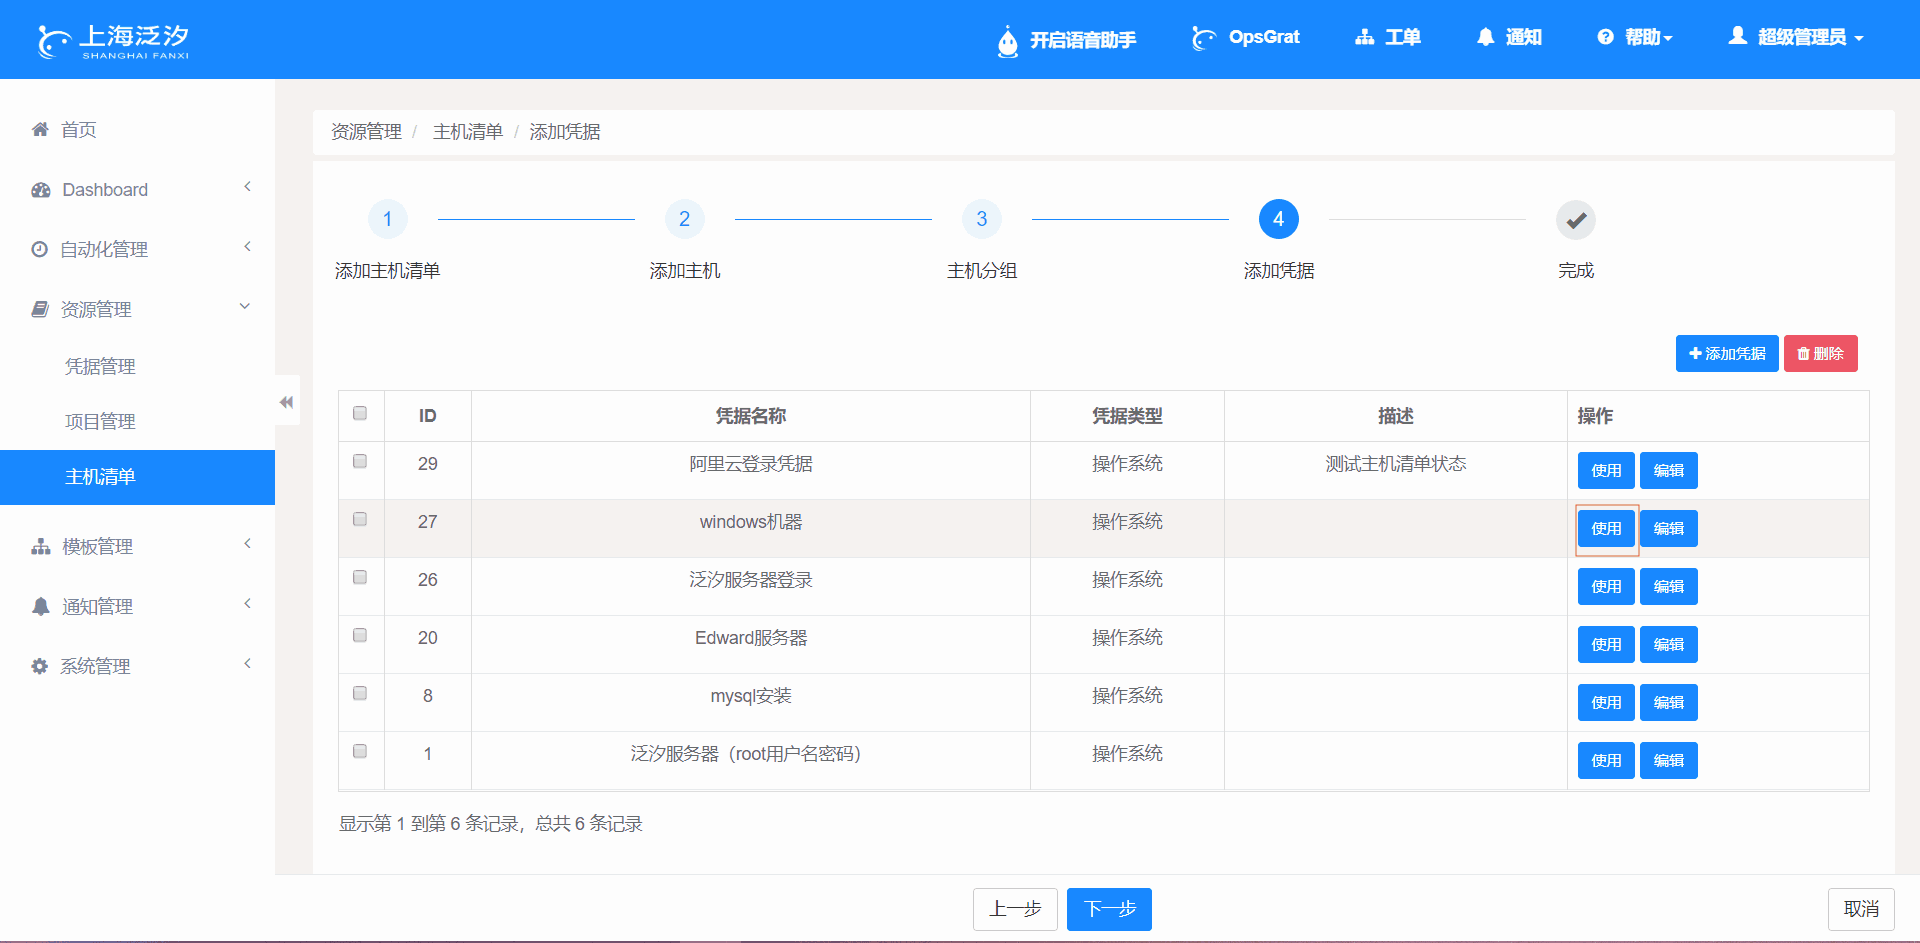 上海泛汐
SHANGHAI FANXI
开启语音助手
OpsGrat
工单
通知
帮助
超级管理员
首页
Dashboard
自动化管理
资源管理
凭据管理
项目管理
主机清单
模板管理
通知管理
系统管理
资源管理 / 主机清单 / 添加凭据
1 2 3 4
添加主机清单 添加主机 主机分组 添加凭据 完成
添加凭据 删除
ID 凭据名称 凭据类型 描述 操作
29 阿里云登录凭据 操作系统 测试主机清单状态 使用 编辑
27 windows机器 操作系统 使用 编辑
26 泛汐服务器登录 操作系统 使用 编辑
20 Edward服务器 操作系统 使用 编辑
8 mysql安装 操作系统 使用 编辑
1 泛汐服务器（root用户名密码） 操作系统 使用 编辑
显示第 1 到第 6 条记录，总共 6 条记录
上一步 下一步 取消